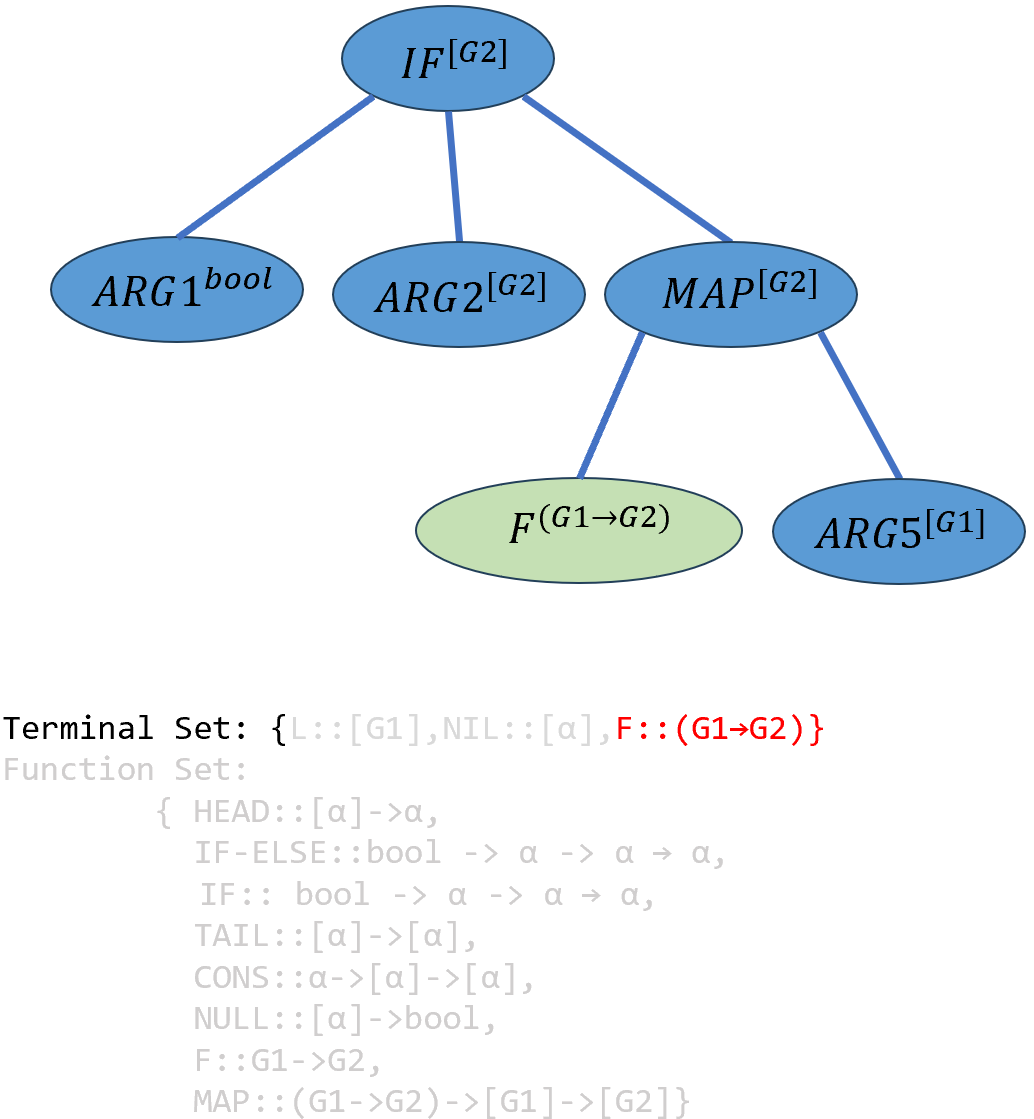 IF^[G2]
ARG1^bool
ARG2^[G2]
MAP^[G2]
F^(G1→G2)
ARG5^[G1]
Terminal Set: {L::[G1],NIL::[α],F::(G1→G2)}
Function Set:
{ HEAD::[α]->α,
IF-ELSE::bool -> α -> α → α,
IF:: bool -> α -> α → α,
TAIL::[α]->[α],
CONS::α->[α]->[α],
NULL::[α]->bool,
F::G1->G2,
MAP::(G1->G2)->[G1]->[G2]}